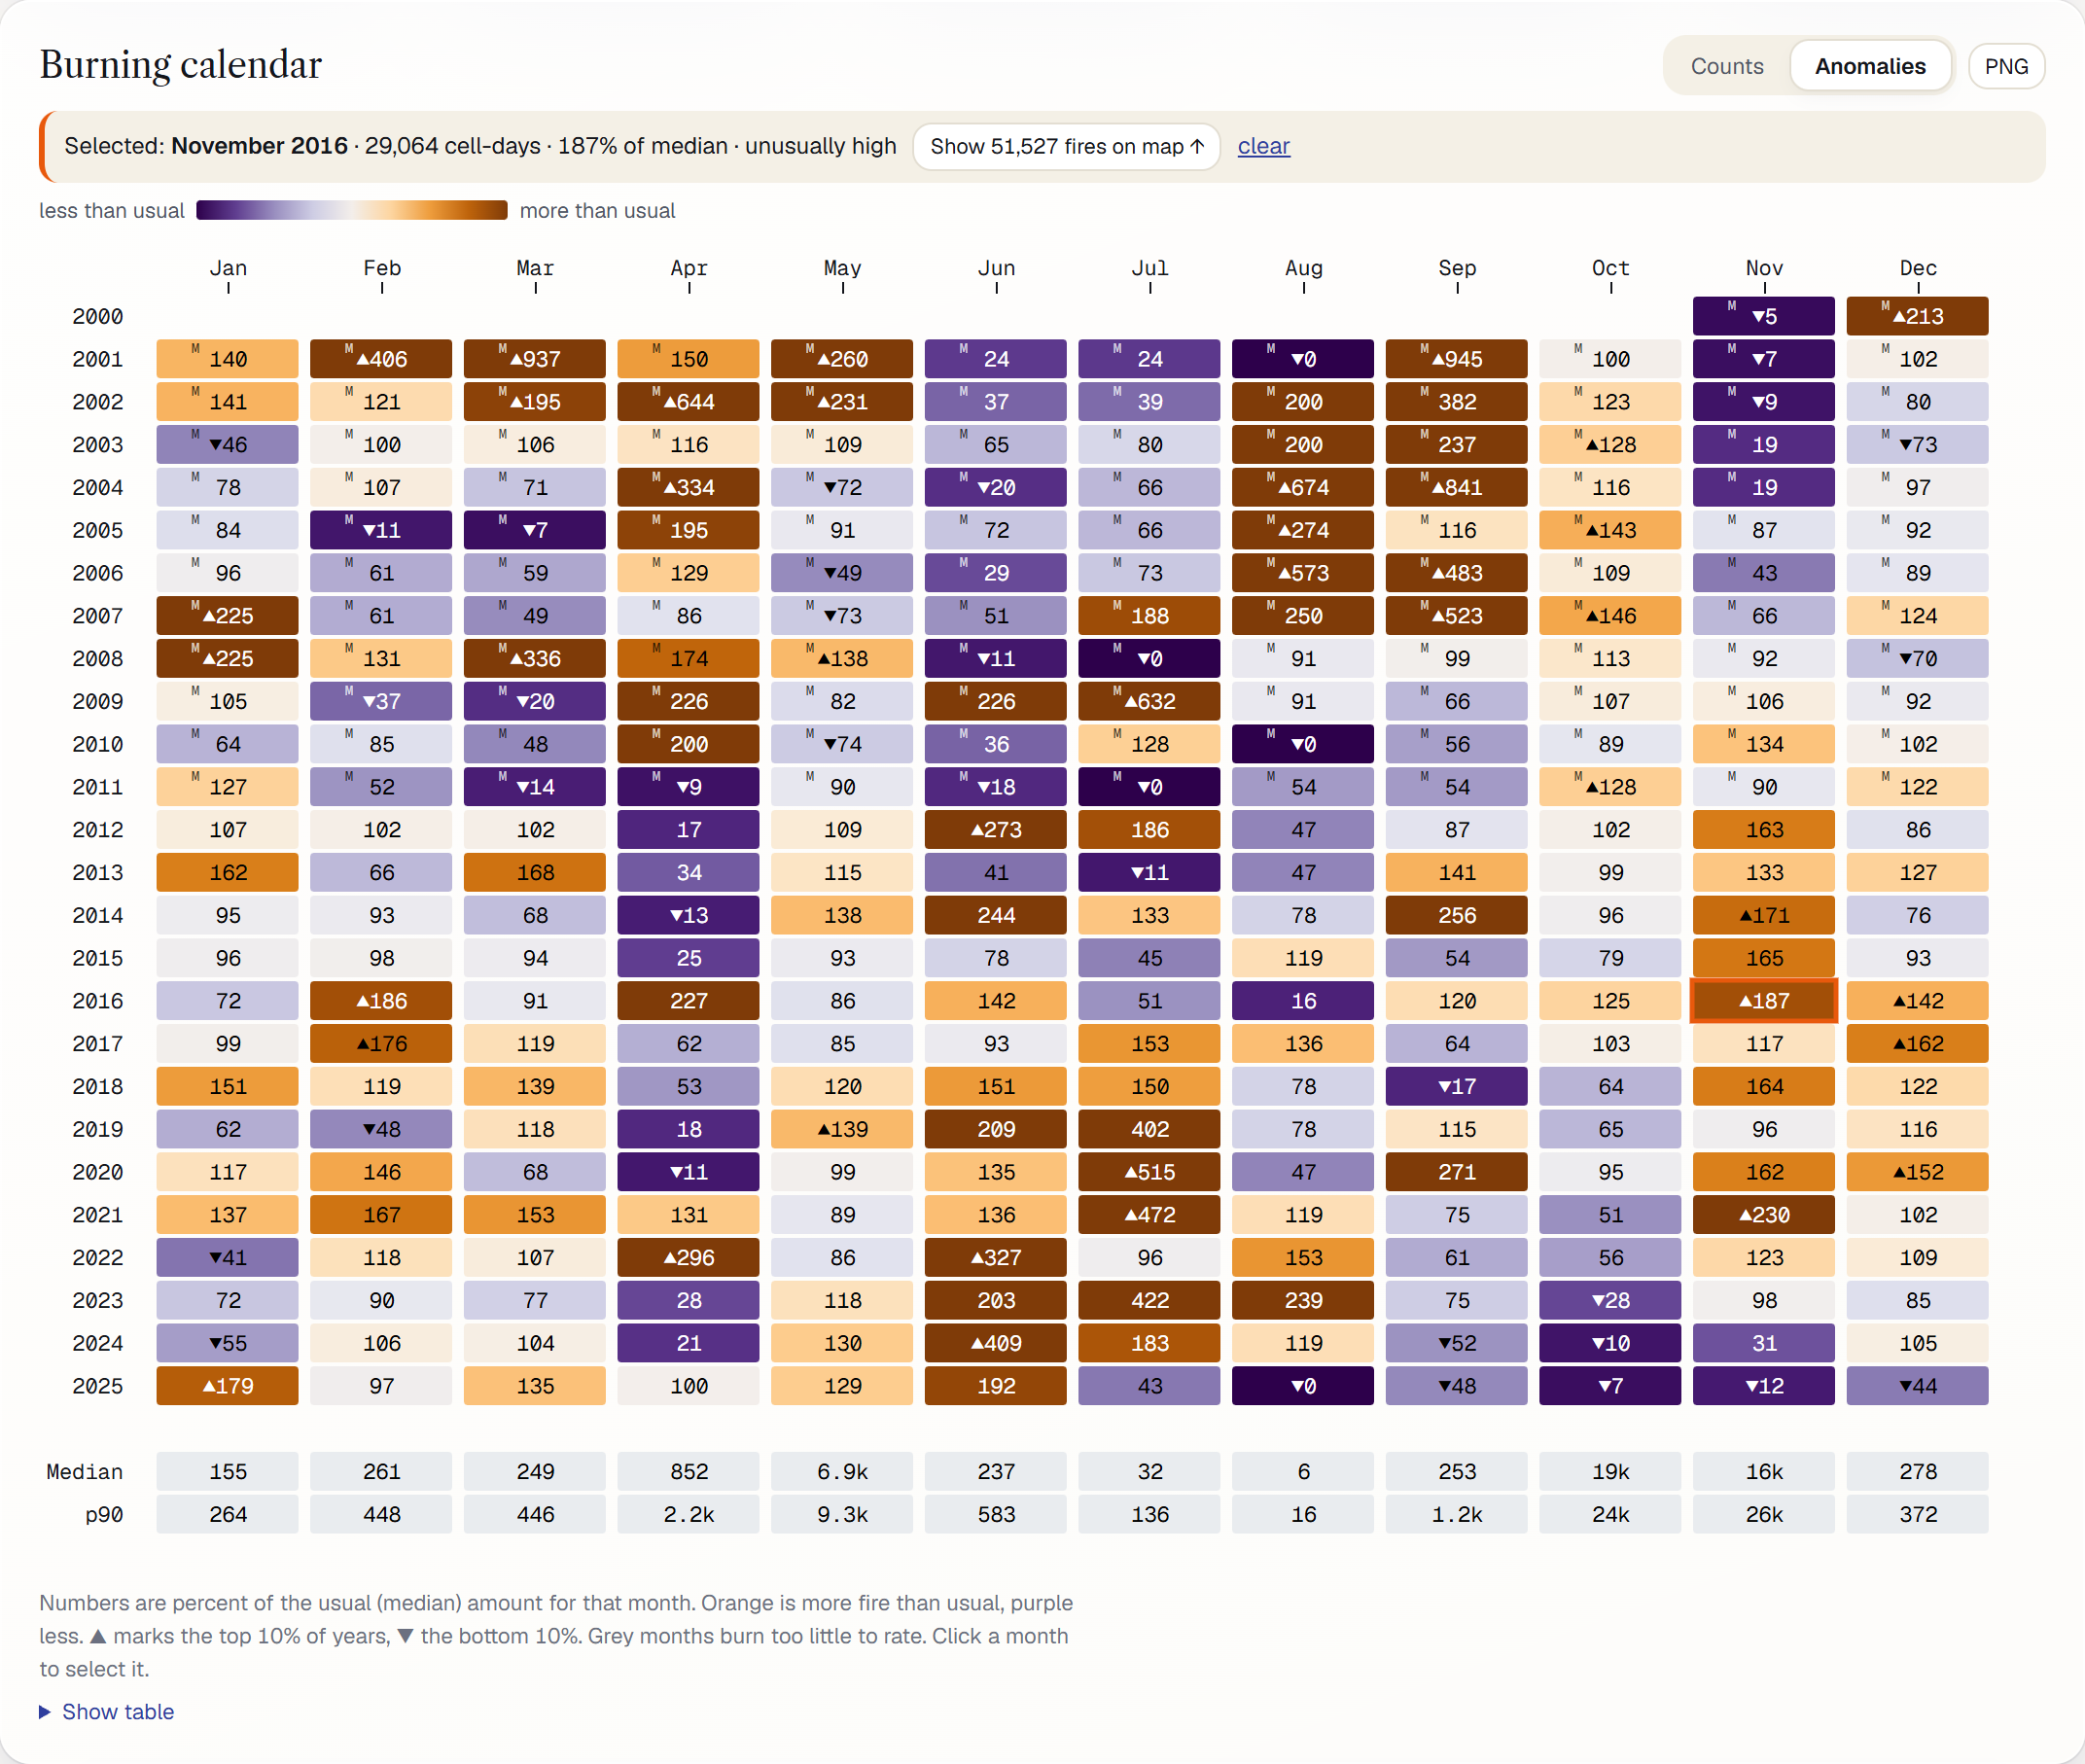 Burning calendar
Counts Anomalies PNG
Selected: November 2016 · 29,064 cell-days · 187% of median · unusually high Show 51,527 fires on map ↑ clear
less than usual more than usual
Jan Feb Mar Apr May Jun Jul Aug Sep Oct Nov Dec
2000 M ▼5 M ▲213
2001 M 140 M ▲406 M ▲937 M 150 M ▲260 M 24 M 24 M ▼0 M ▲945 M 100 M ▼7 M 102
2002 M 141 M 121 M ▲195 M ▲644 M ▲231 M 37 M 39 M 200 M 382 M 123 M ▼9 M 80
2003 M ▼46 M 100 M 106 M 116 M 109 M 65 M 80 M 200 M 237 M ▲128 M 19 M ▼73
2004 M 78 M 107 M 71 M ▲334 M ▼72 M ▼20 M 66 M ▲674 M ▲841 M 116 M 19 M 97
2005 M 84 M ▼11 M ▼7 M 195 M 91 M 72 M 66 M ▲274 M 116 M ▲143 M 87 M 92
2006 M 96 M 61 M 59 M 129 M ▼49 M 29 M 73 M ▲573 M ▲483 M 109 M 43 M 89
2007 M ▲225 M 61 M 49 M 86 M ▼73 M 51 M 188 M 250 M ▲523 M ▲146 M 66 M 124
2008 M ▲225 M 131 M ▲336 M 174 M ▲138 M ▼11 M ▼0 M 91 M 99 M 113 M 92 M ▼70
2009 M 105 M ▼37 M ▼20 M 226 M 82 M 226 M ▲632 M 91 M 66 M 107 M 106 M 92
2010 M 64 M 85 M 48 M 200 M ▼74 M 36 M 128 M ▼0 M 56 M 89 M 134 M 102
2011 M 127 M 52 M ▼14 M ▼9 M 90 M ▼18 M ▼0 M 54 M 54 M ▲128 M 90 M 122
2012 107 102 102 17 109 ▲273 186 47 87 102 163 86
2013 162 66 168 34 115 41 ▼11 47 141 99 133 127
2014 95 93 68 ▼13 138 244 133 78 256 96 ▲171 76
2015 96 98 94 25 93 78 45 119 54 79 165 93
2016 72 ▲186 91 227 86 142 51 16 120 125 ▲187 ▲142
2017 99 ▲176 119 62 85 93 153 136 64 103 117 ▲162
2018 151 119 139 53 120 151 150 78 ▼17 64 164 122
2019 62 ▼48 118 18 ▲139 209 402 78 115 65 96 116
2020 117 146 68 ▼11 99 135 ▲515 47 271 95 162 ▲152
2021 137 167 153 131 89 136 ▲472 119 75 51 ▲230 102
2022 ▼41 118 107 ▲296 86 ▲327 96 153 61 56 123 109
2023 72 90 77 28 118 203 422 239 75 ▼28 98 85
2024 ▼55 106 104 21 130 ▲409 183 119 ▼52 ▼10 31 105
2025 ▲179 97 135 100 129 192 43 ▼0 ▼48 ▼7 ▼12 ▼44
Median 155 261 249 852 6.9k 237 32 6 253 19k 16k 278
p90 264 448 446 2.2k 9.3k 583 136 16 1.2k 24k 26k 372
Numbers are percent of the usual (median) amount for that month. Orange is more fire than usual, purple
less. ▲ marks the top 10% of years, ▼ the bottom 10%. Grey months burn too little to rate. Click a month
to select it.
▶ Show table